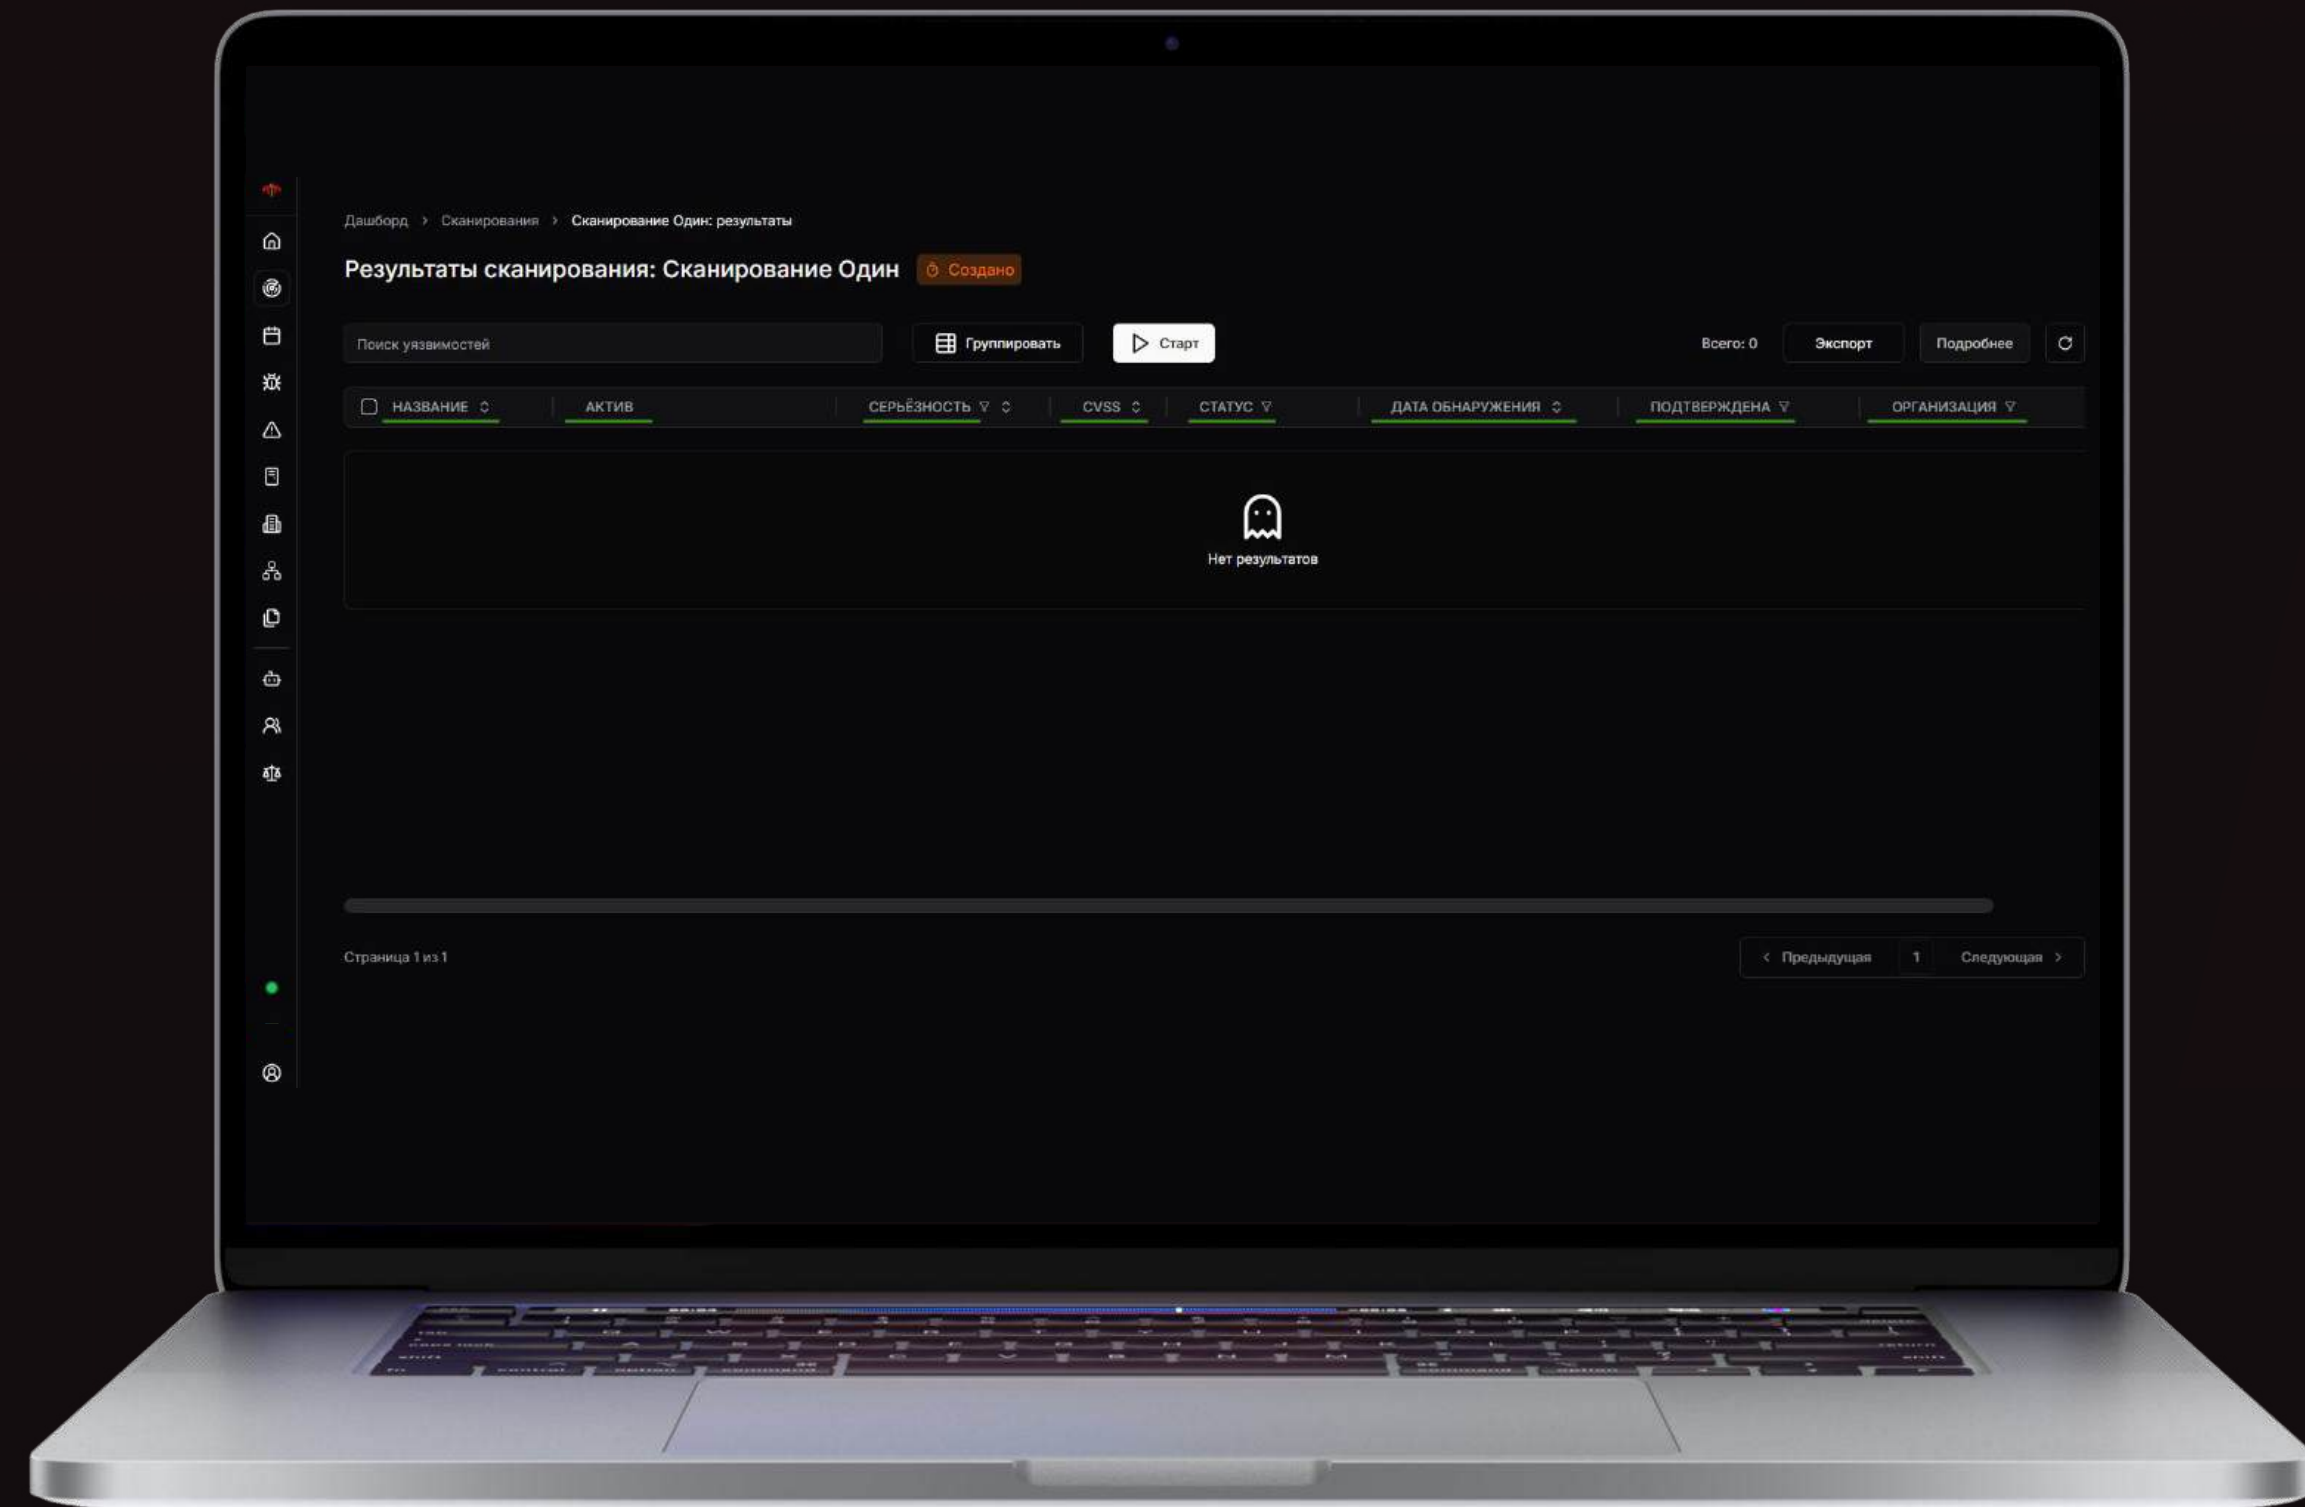 Дашборд > Сканирования > Сканирование Один: результаты
Результаты сканирования: Сканирование Один Создано
Поиск уязвимостей Группировать Старт Всего: 0 Экспорт Подробнее
НАЗВАНИЕ АКТИВ СЕРЬЁЗНОСТЬ CVSS СТАТУС ДАТА ОБНАРУЖЕНИЯ ПОДТВЕРЖДЕНА ОРГАНИЗАЦИЯ
Нет результатов
Страница 1 из 1 < Предыдущая 1 Следующая >